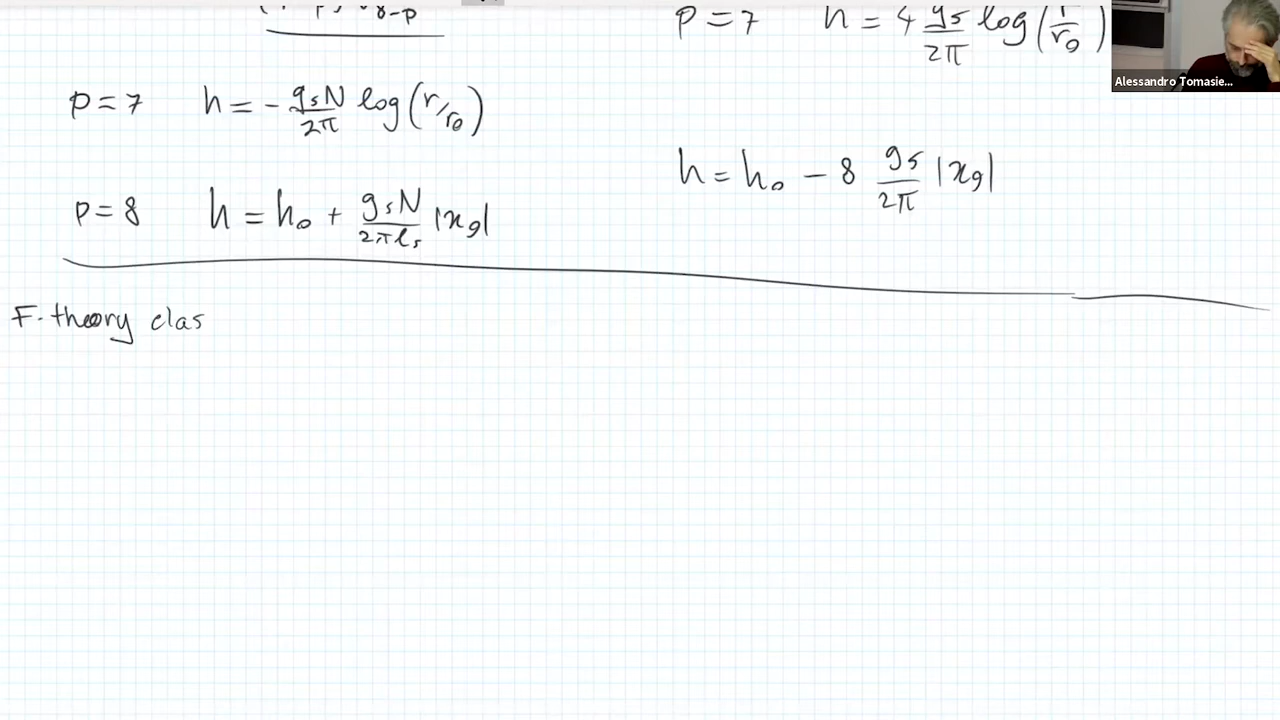 p = 7 h = 4 gs/2π log(r/r₀)
Alessandro Tomasie...
p = 7 h = - gsN/2π log(r/r₀)
h = h₀ - 8 gs/2π |x₉|
p = 8 h = h₀ + gsN/2πls |x₉|
F-theory clas